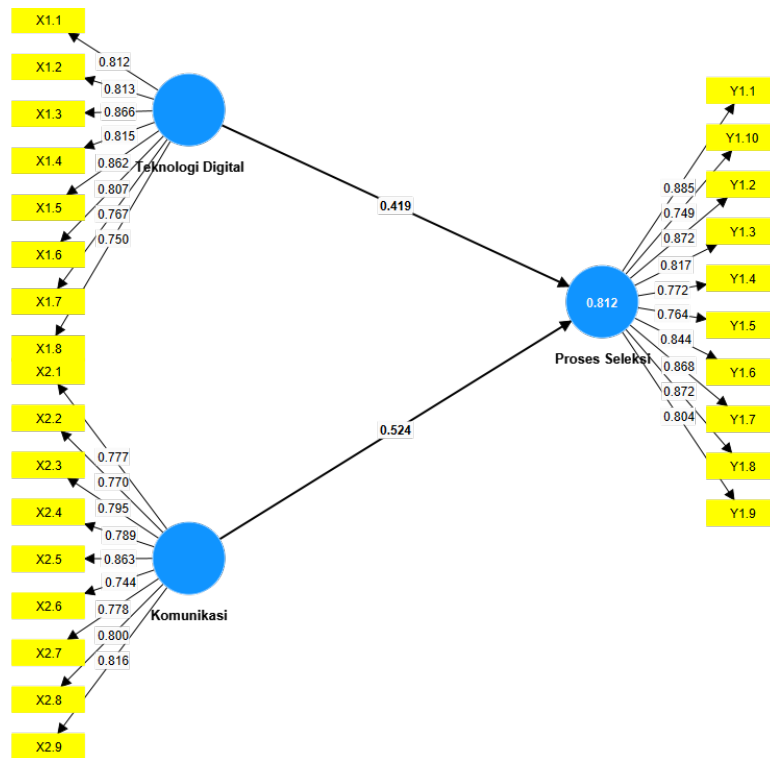 X1.1
X1.2
X1.3
X1.4
X1.5
X1.6
X1.7
X1.8
0.812
0.813
0.866
0.815
0.862
0.807
0.767
0.750
Teknologi Digital
0.419
X2.1
X2.2
X2.3
X2.4
X2.5
X2.6
X2.7
X2.8
X2.9
0.777
0.770
0.795
0.789
0.863
0.744
0.778
0.800
0.816
Komunikasi
0.524
0.812
Proses Seleksi
0.885
0.749
0.872
0.817
0.772
0.764
0.844
0.868
0.872
0.804
Y1.1
Y1.10
Y1.2
Y1.3
Y1.4
Y1.5
Y1.6
Y1.7
Y1.8
Y1.9